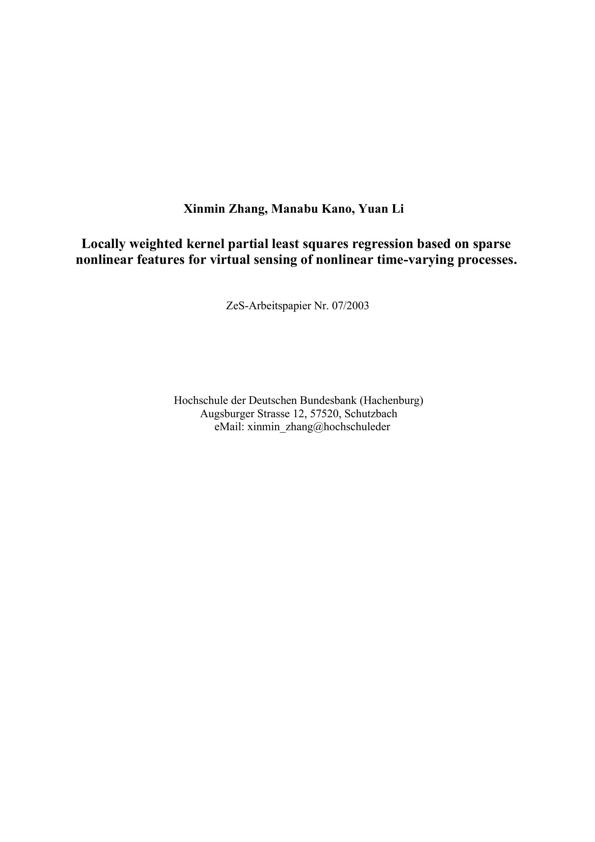 Xinmin Zhang, Manabu Kano, Yuan Li
Locally weighted kernel partial least squares regression based on sparse
nonlinear features for virtual sensing of nonlinear time-varying processes.
ZeS-Arbeitspapier Nr. 07/2003
Hochschule der Deutschen Bundesbank (Hachenburg)
Augsburger Strasse 12, 57520, Schutzbach
eMail: xinmin_zhang@hochschuleder